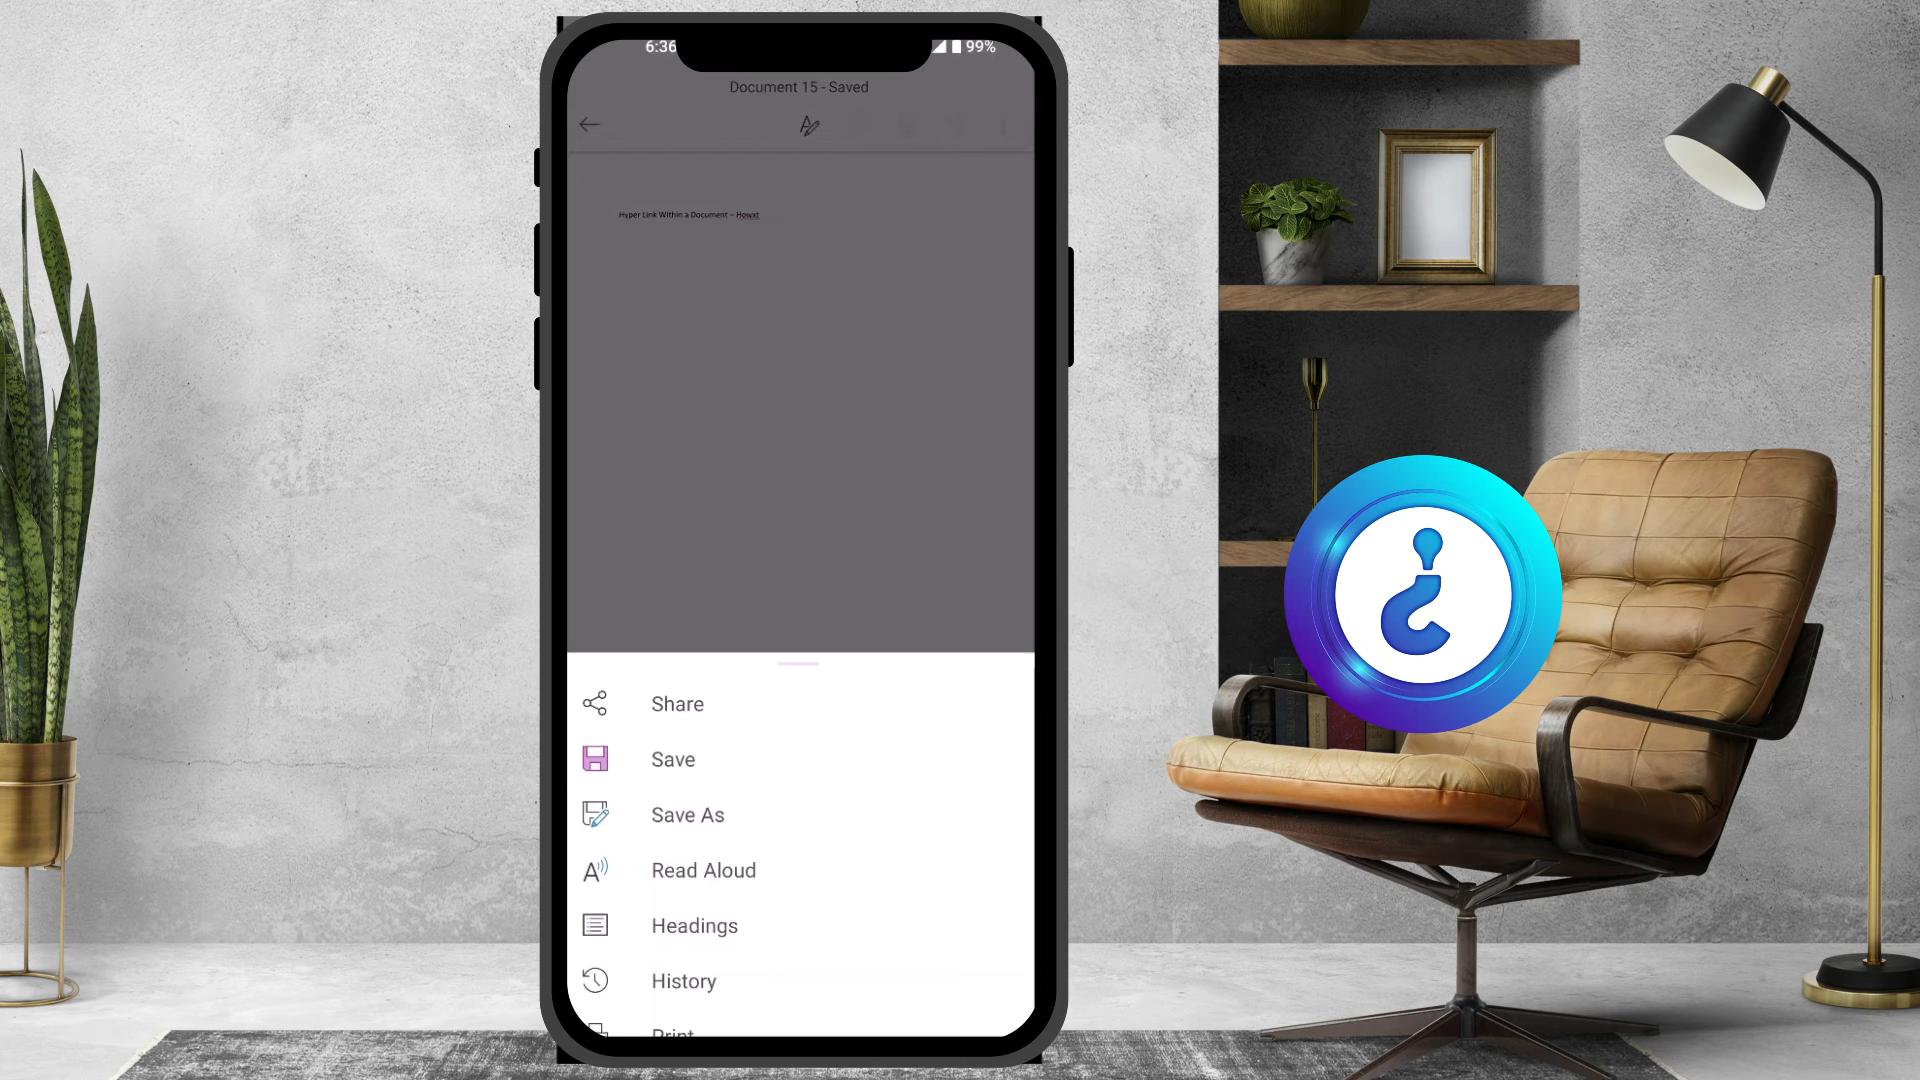 6:36
99%
Document 15 - Saved
Hyper Link Within a Document – Howxt
Share
Save
Save As
Read Aloud
Headings
History
Print